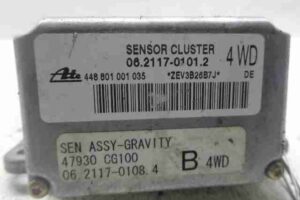 SENSOR CLUSTER
06.2117-0101.2 4 WD
Ate 448 801 001 035 *ZEV3B26B7J* DE
SEN ASSY-GRAVITY
47930 CG100 B 4WD
06.2117-0108.4